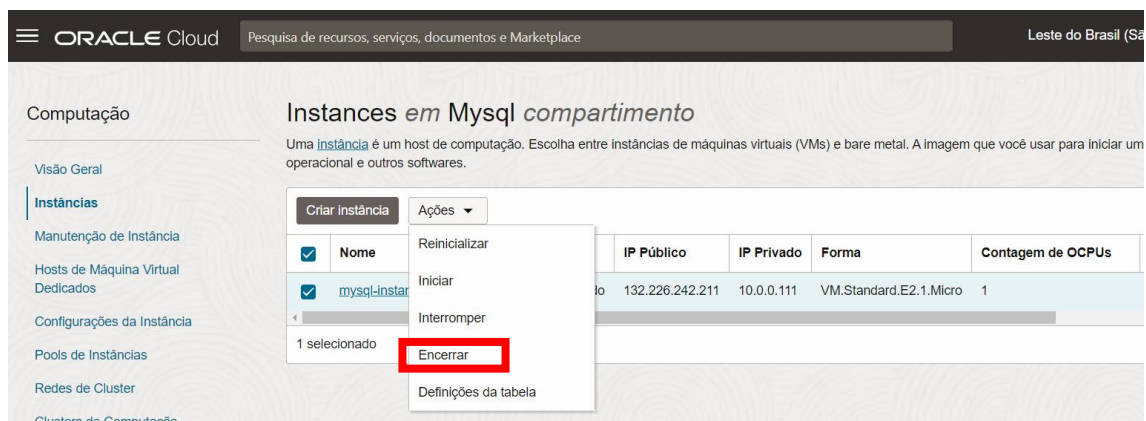 ORACLE Cloud
Pesquisa de recursos, serviços, documentos e Marketplace
Leste do Brasil (Sã
Computação
Visão Geral
Instâncias
Manutenção de Instância
Hosts de Máquina Virtual
Dedicados
Configurações da Instância
Pools de Instâncias
Redes de Cluster
Clusters de Computação
Instances em Mysql compartimento
Uma instância é um host de computação. Escolha entre instâncias de máquinas virtuais (VMs) e bare metal. A imagem que você usar para iniciar um
operacional e outros softwares.
Criar instância Ações
Nome IP Público IP Privado Forma Contagem de OCPUs
mysql-instan do 132.226.242.211 10.0.0.111 VM.Standard.E2.1.Micro 1
1 selecionado
Reinicializar
Iniciar
Interromper
Encerrar
Definições da tabela